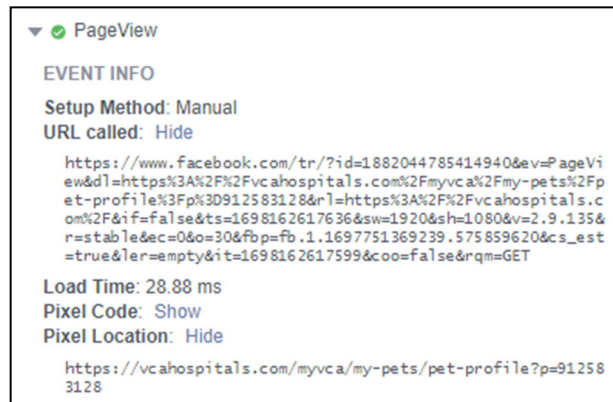 PageView
EVENT INFO
Setup Method: Manual
URL called: Hide
https://www.facebook.com/tr/?id=1882044785414940&ev=PageVi
ew&dl=https%3A%2F%2Fvcahospitals.com%2Fmyvca%2Fmy-pets%2Fp
et-profile%3Fp%3D912583128&rl=https%3A%2F%2Fvcahospitals.c
om%2F&if=false&ts=1698162617636&sw=1920&sh=1080&v=2.9.135&
r=stable&ec=0&o=30&fbp=fb.1.1697751369239.575859620&cs_est
=true&ler=empty&it=1698162617599&coo=false&rqm=GET
Load Time: 28.88 ms
Pixel Code: Show
Pixel Location: Hide
https://vcahospitals.com/myvca/my-pets/pet-profile?p=91258
3128